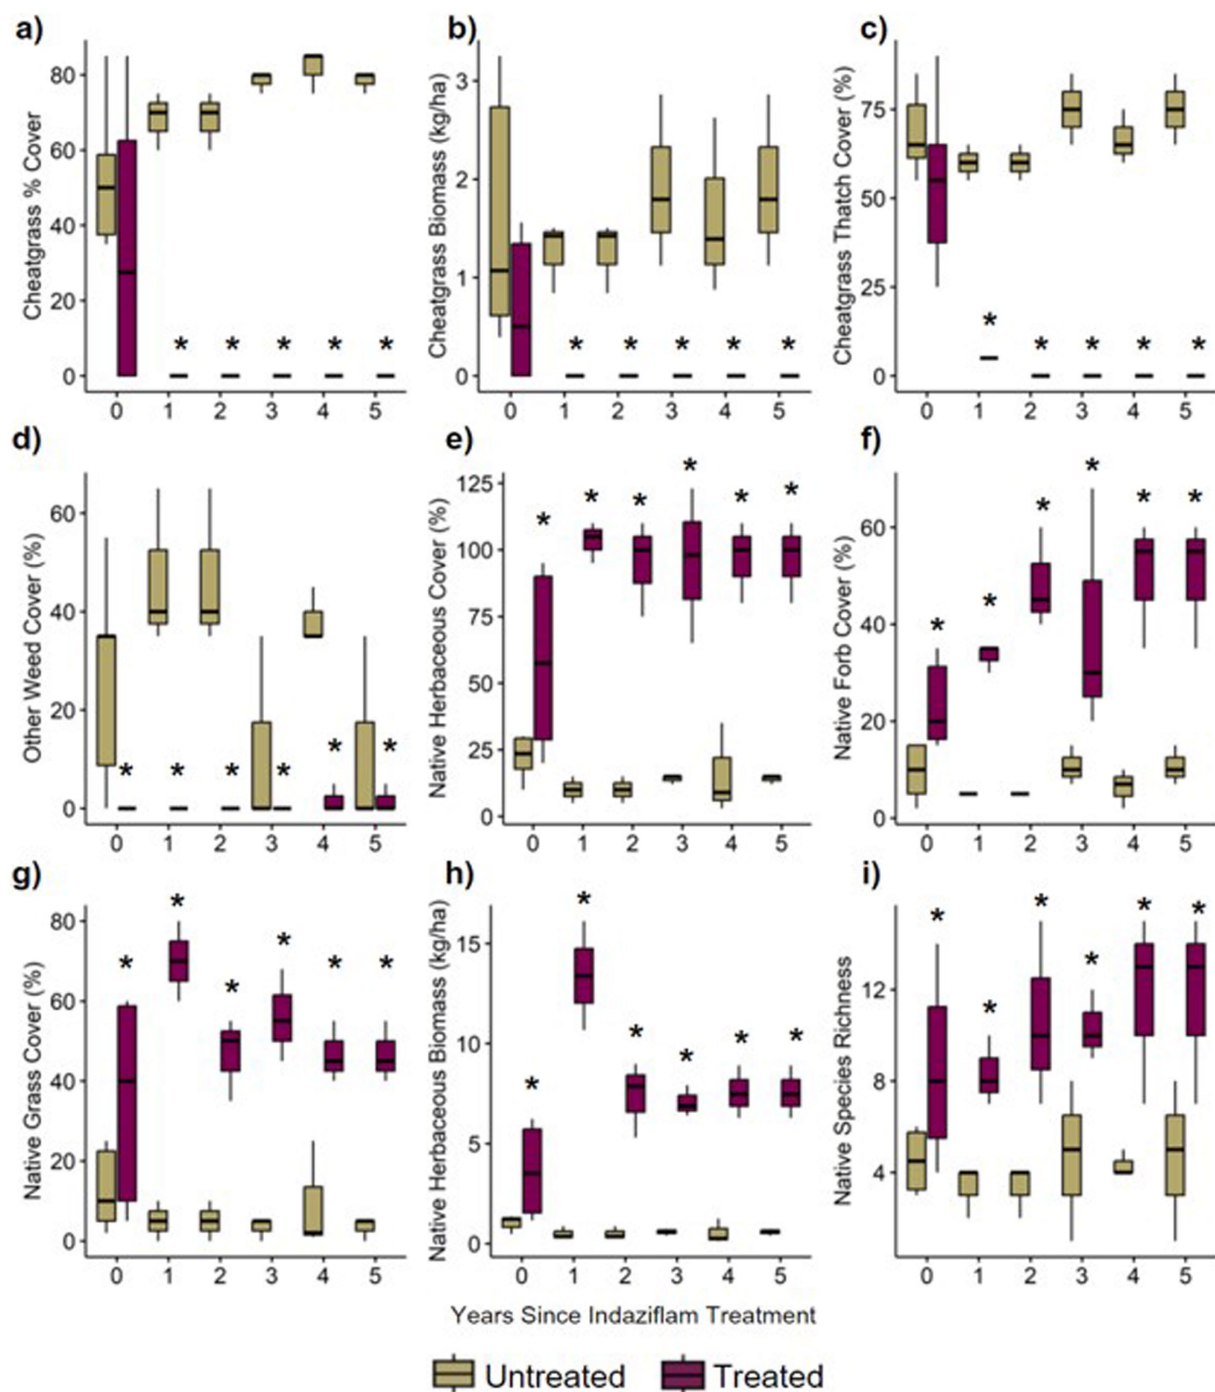 a)
Cheatgrass % Cover
80
60
40
20
0
* * * * *
0 1 2 3 4 5
b)
Cheatgrass Biomass (kg/ha)
3
2
1
0
* * * * *
0 1 2 3 4 5
c)
Cheatgrass Thatch Cover (%)
75
50
25
0
* * * * *
0 1 2 3 4 5
d)
Other Weed Cover (%)
60
40
20
0
* * * * * *
0 1 2 3 4 5
e)
Native Herbaceous Cover (%)
125
100
75
50
25
0
* * * * * *
0 1 2 3 4 5
f)
Native Forb Cover (%)
60
40
20
0
* * * * * *
0 1 2 3 4 5
g)
Native Grass Cover (%)
80
60
40
20
0
* * * * * *
0 1 2 3 4 5
h)
Native Herbaceous Biomass (kg/ha)
15
10
5
0
* * * * * *
0 1 2 3 4 5
i)
Native Species Richness
12
8
4
* * * * * *
0 1 2 3 4 5
Years Since Indaziflam Treatment
Untreated Treated